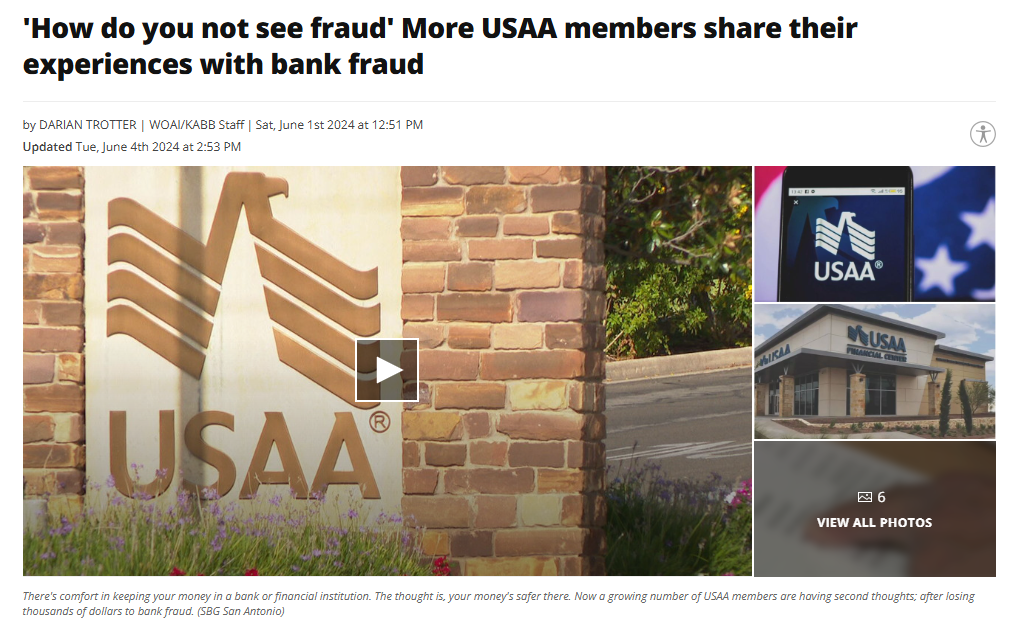 'How do you not see fraud' More USAA members share their
experiences with bank fraud
by DARIAN TROTTER | WOAI/KABB Staff | Sat, June 1st 2024 at 12:51 PM
Updated Tue, June 4th 2024 at 2:53 PM
USAA®
USAA®
USAA
USAA
FINANCIAL CENTER
6
VIEW ALL PHOTOS
There's comfort in keeping your money in a bank or financial institution. The thought is, your money's safer there. Now a growing number of USAA members are having second thoughts; after losing
thousands of dollars to bank fraud. (SBG San Antonio)